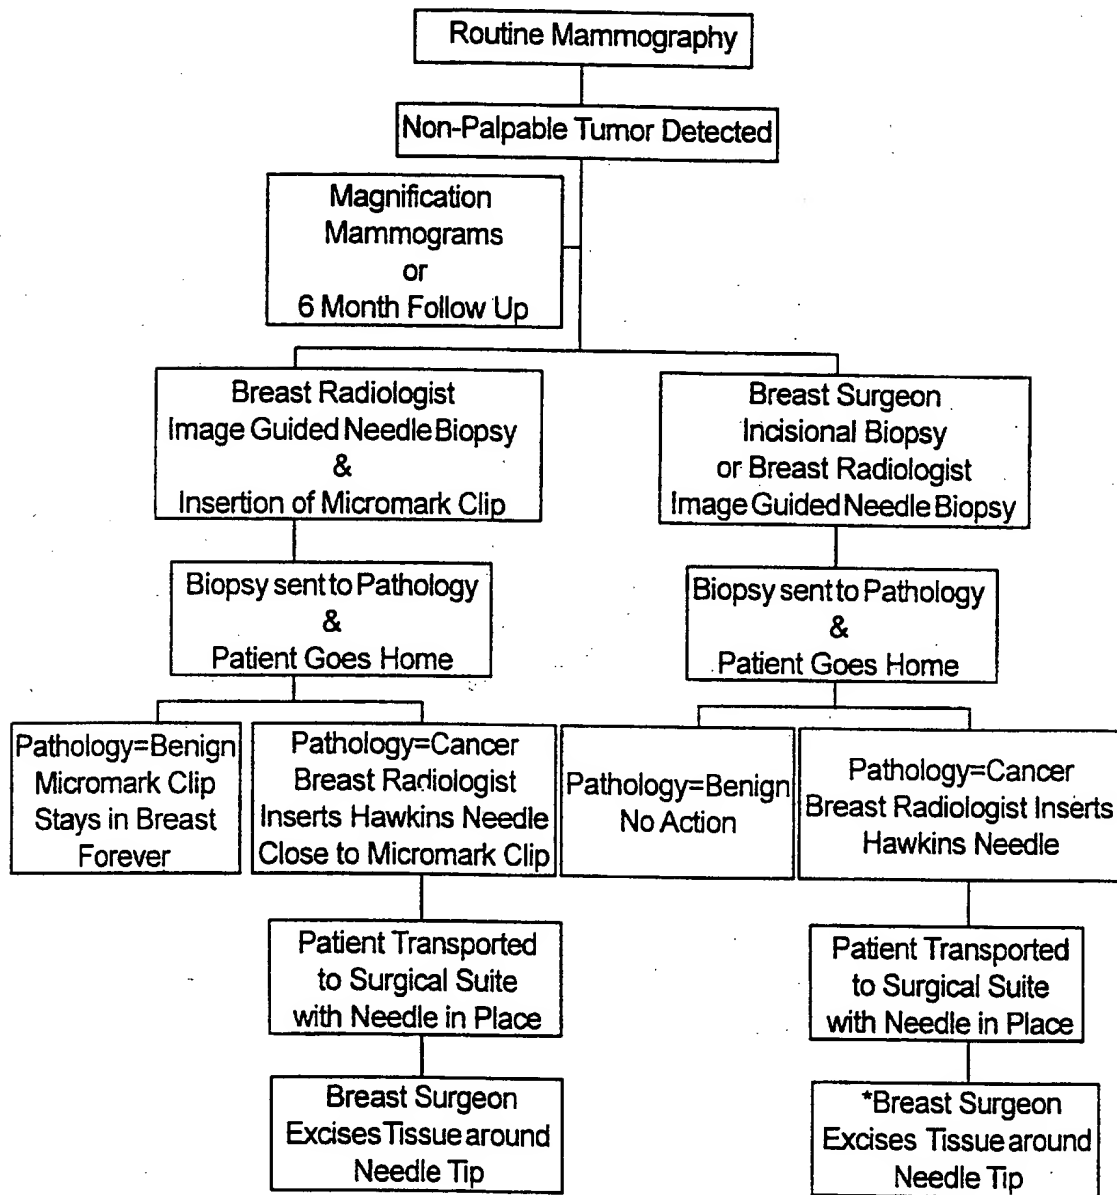 Routine Mammography
Non-Palpable Tumor Detected
Magnification
Mammograms
or
6 Month Follow Up
Breast Radiologist
Image Guided Needle Biopsy
&
Insertion of Micromark Clip
Breast Surgeon
Incisional Biopsy
or Breast Radiologist
Image Guided Needle Biopsy
Biopsy sent to Pathology
&
Patient Goes Home
Biopsy sent to Pathology
&
Patient Goes Home
Pathology=Benign
Micromark Clip
Stays in Breast
Forever
Pathology=Cancer
Breast Radiologist
Inserts Hawkins Needle
Close to Micromark Clip
Pathology=Benign
No Action
Pathology=Cancer
Breast Radiologist Inserts
Hawkins Needle
Patient Transported
to Surgical Suite
with Needle in Place
Patient Transported
to Surgical Suite
with Needle in Place
Breast Surgeon
Excises Tissue around
Needle Tip
*Breast Surgeon
Excises Tissue around
Needle Tip